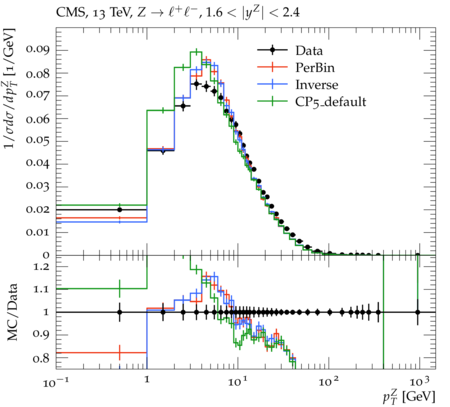 CMS, 13 TeV, Z → ℓ⁺ℓ⁻, 1.6 < |y^Z| < 2.4
Data
PerBin
Inverse
CP5_default
1/σdσ/dp_T^Z [1/GeV]
0.09
0.08
0.07
0.06
0.05
0.04
0.03
0.02
0.01
0
MC/Data
1.2
1.1
1
0.9
0.8
10⁻¹ 1 10¹ 10² 10³
p_T^Z [GeV]